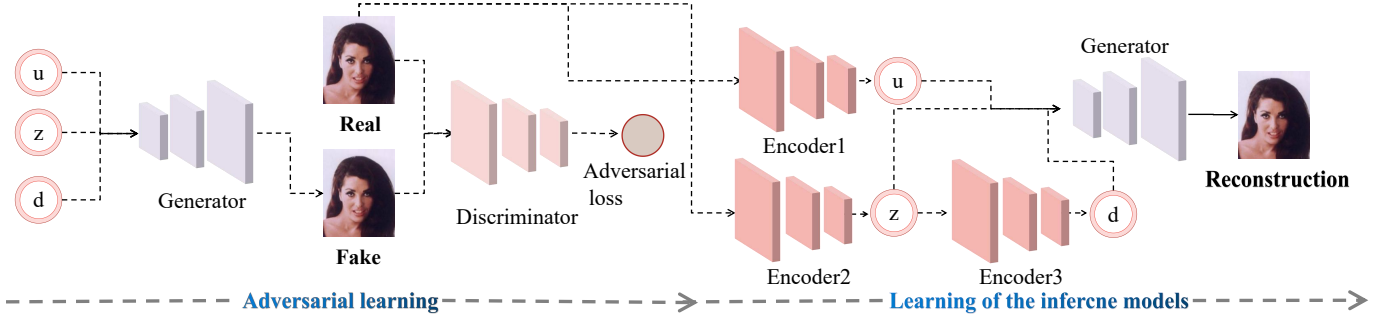 u
z
d
Generator
Real
Fake
Discriminator
Adversarial
loss
Encoder1
u
Encoder2
z
Encoder3
d
Generator
Reconstruction
Adversarial learning
Learning of the infercne models